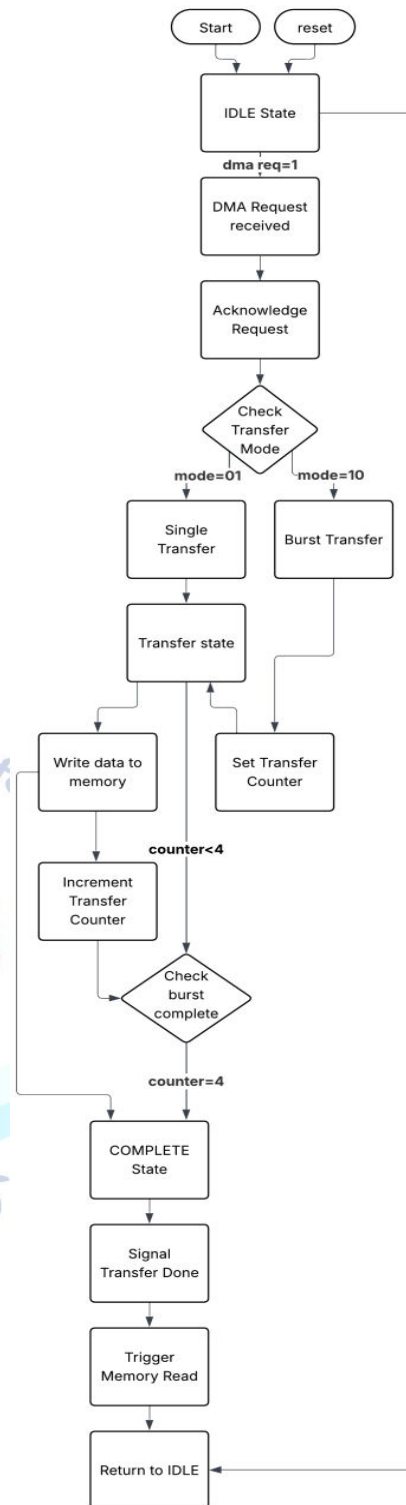 Start
reset
IDLE State
dma req=1
DMA Request
received
Acknowledge
Request
Check
Transfer
Mode
mode=01
mode=10
Single
Transfer
Burst Transfer
Transfer state
Write data to
memory
Set Transfer
Counter
counter<4
Increment
Transfer
Counter
Check
burst
complete
counter=4
COMPLETE
State
Signal
Transfer Done
Trigger
Memory Read
Return to IDLE